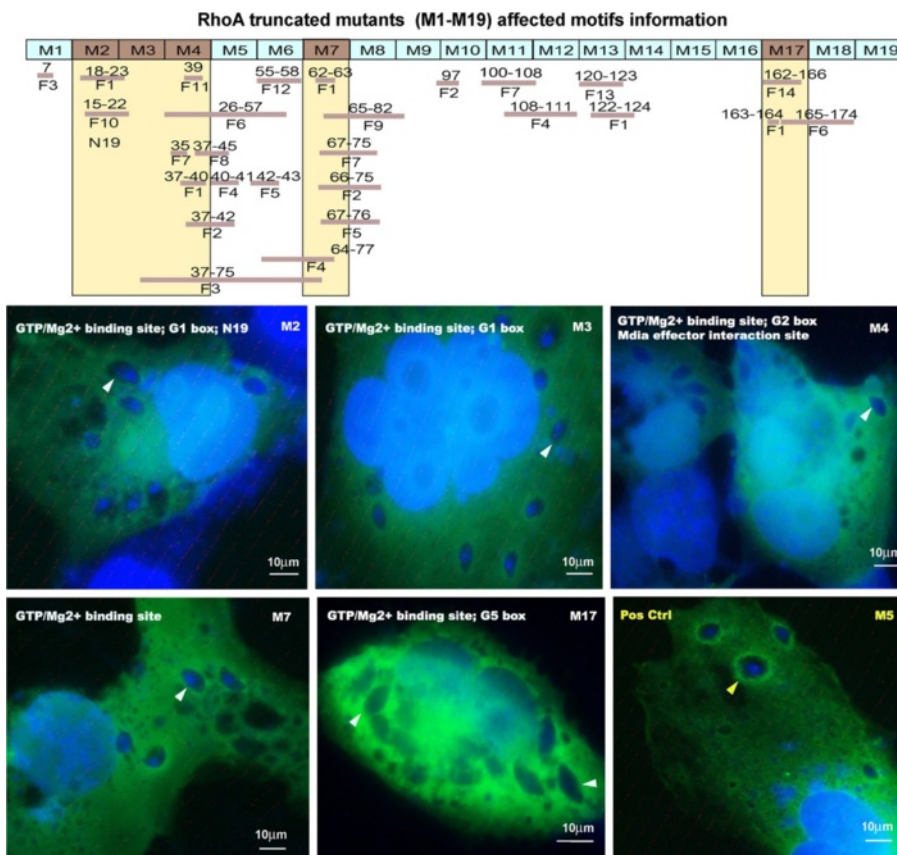 RhoA truncated mutants (M1-M19) affected motifs information
M1 M2 M3 M4 M5 M6 M7 M8 M9 M10 M11 M12 M13 M14 M15 M16 M17 M18 M19
7 18-23 39 55-58 62-63 97 100-108 120-123 162-166
F3 F1 F11 F12 F1 F2 F7 F13 F14
15-22 26-57 65-82 108-111 122-124 163-164 165-174
F10 F6 F9 F4 F1 F1 F6
N19
35 37-45 67-75
F7 F8 F7
37-40 40-41 42-43 66-75
F1 F4 F5 F2
37-42 67-76
F2 F5
64-77
F4
37-75
F3
GTP/Mg2+ binding site; G1 box; N19 M2
10μm
GTP/Mg2+ binding site; G1 box M3
10μm
GTP/Mg2+ binding site; G2 box M4
Mdia effector interaction site
10μm
GTP/Mg2+ binding site M7
10μm
GTP/Mg2+ binding site; G5 box M17
10μm
Pos Ctrl M5
10μm